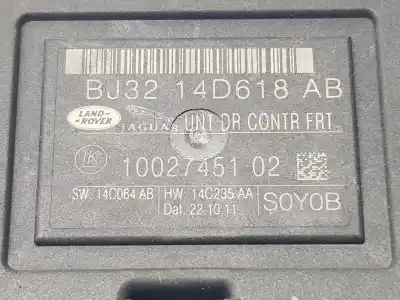 BJ32 14D618 AB
LAND-
ROVER
JAGUAR UNT DR CONTR FRT
K
10027451 02
SW: 14C064 AB HW: 14C235 AA
Dat. 22.10.11
SOYOB